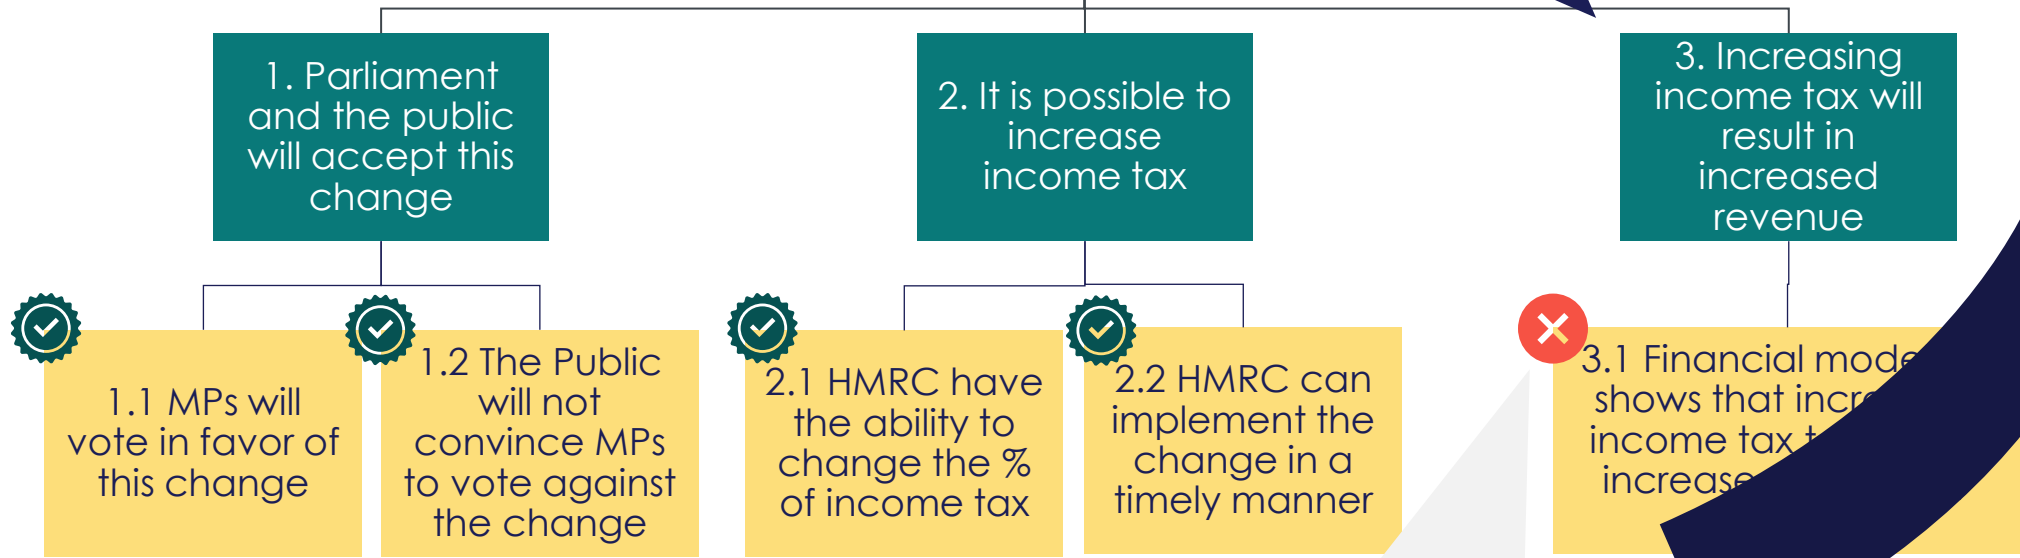 1. Parliament
and the public
will accept this
change
2. It is possible to
increase
income tax
3. Increasing
income tax will
result in
increased
revenue
1.1 MPs will
vote in favor of
this change
1.2 The Public
will not
convince MPs
to vote against
the change
2.1 HMRC have
the ability to
change the %
of income tax
2.2 HMRC can
implement the
change in a
timely manner
3.1 Financial
shows that
income tax